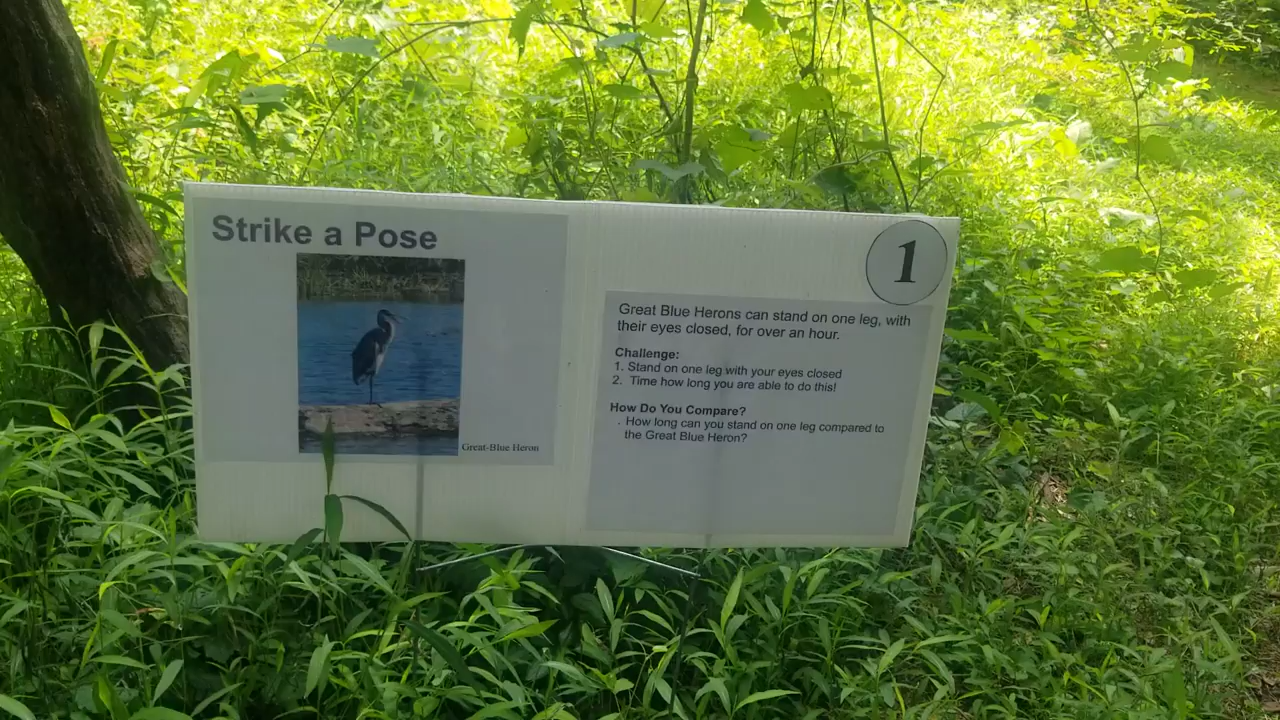 Strike a Pose
Great-Blue Heron
1
Great Blue Herons can stand on one leg, with
their eyes closed, for over an hour.
Challenge:
1. Stand on one leg with your eyes closed
2. Time how long you are able to do this!
How Do You Compare?
. How long can you stand on one leg compared to
the Great Blue Heron?